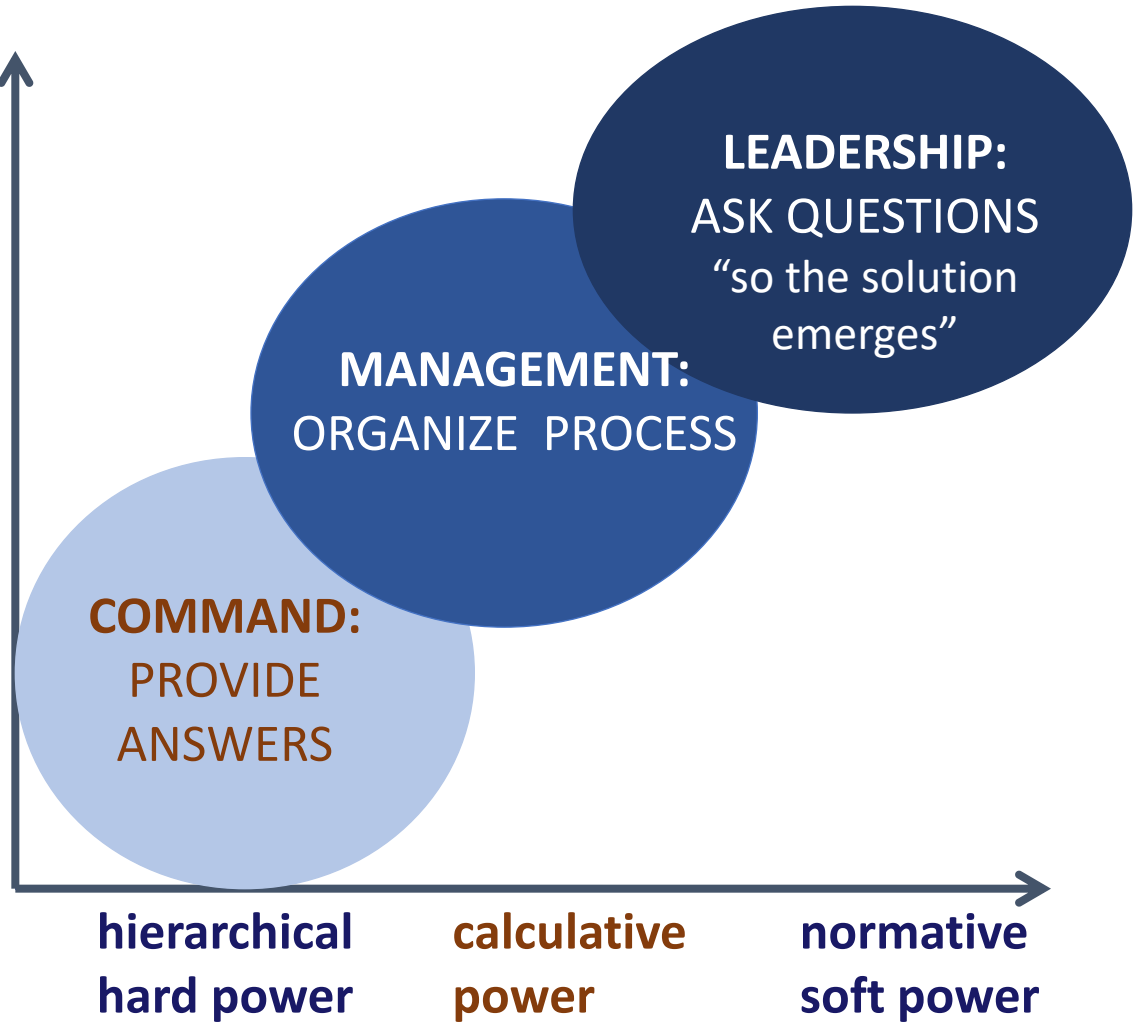 LEADERSHIP:
ASK QUESTIONS
“so the solution
emerges”
MANAGEMENT:
ORGANIZE PROCESS
COMMAND:
PROVIDE
ANSWERS
hierarchical
hard power
calculative
power
normative
soft power